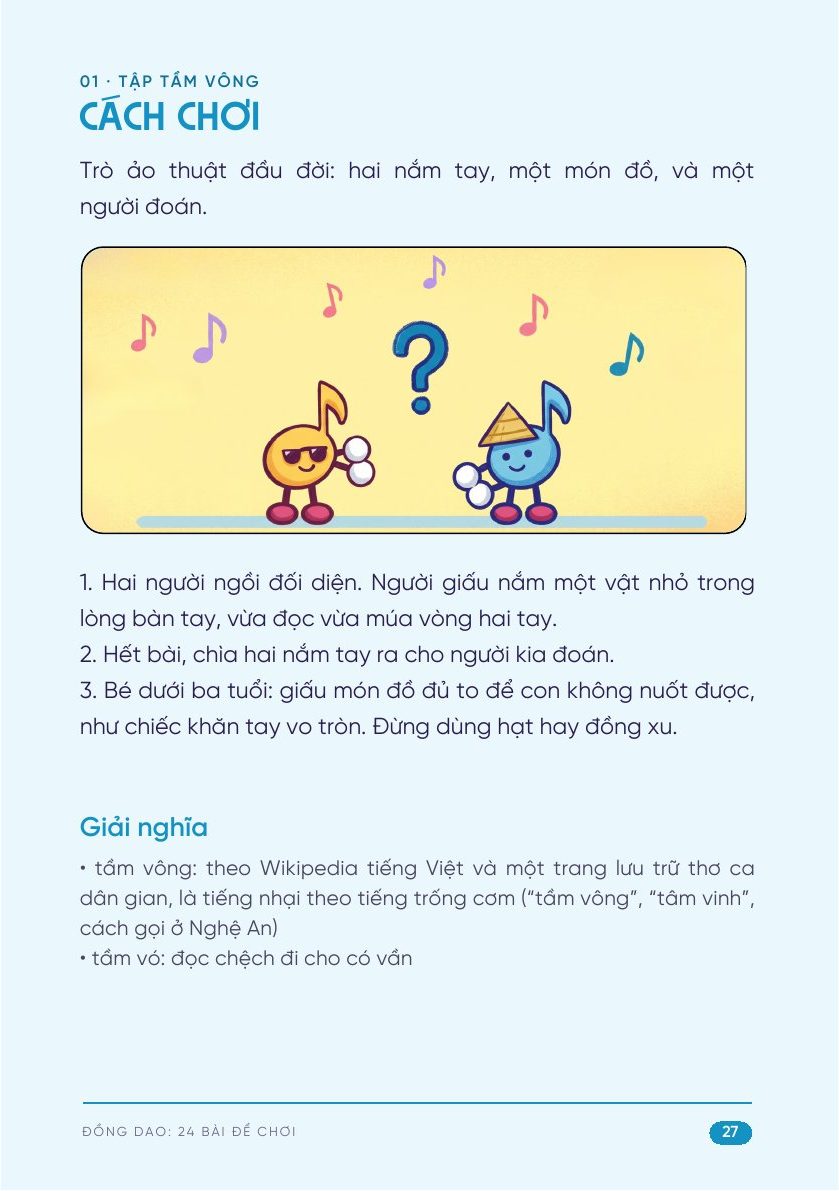 01 · TẬP TẦM VÔNG
CÁCH CHƠI
Trò ảo thuật đầu đời: hai nắm tay, một món đồ, và một
người đoán.
?
1. Hai người ngồi đối diện. Người giấu nắm một vật nhỏ trong
lòng bàn tay, vừa đọc vừa múa vòng hai tay.
2. Hết bài, chìa hai nắm tay ra cho người kia đoán.
3. Bé dưới ba tuổi: giấu món đồ đủ to để con không nuốt được,
như chiếc khăn tay vo tròn. Đừng dùng hạt hay đồng xu.
Giải nghĩa
• tầm vông: theo Wikipedia tiếng Việt và một trang lưu trữ thơ ca
dân gian, là tiếng nhại theo tiếng trống cơm (“tầm vông”, “tâm vinh”,
cách gọi ở Nghệ An)
• tầm vó: đọc chệch đi cho có vần
ĐỒNG DAO: 24 BÀI ĐỂ CHƠI
27